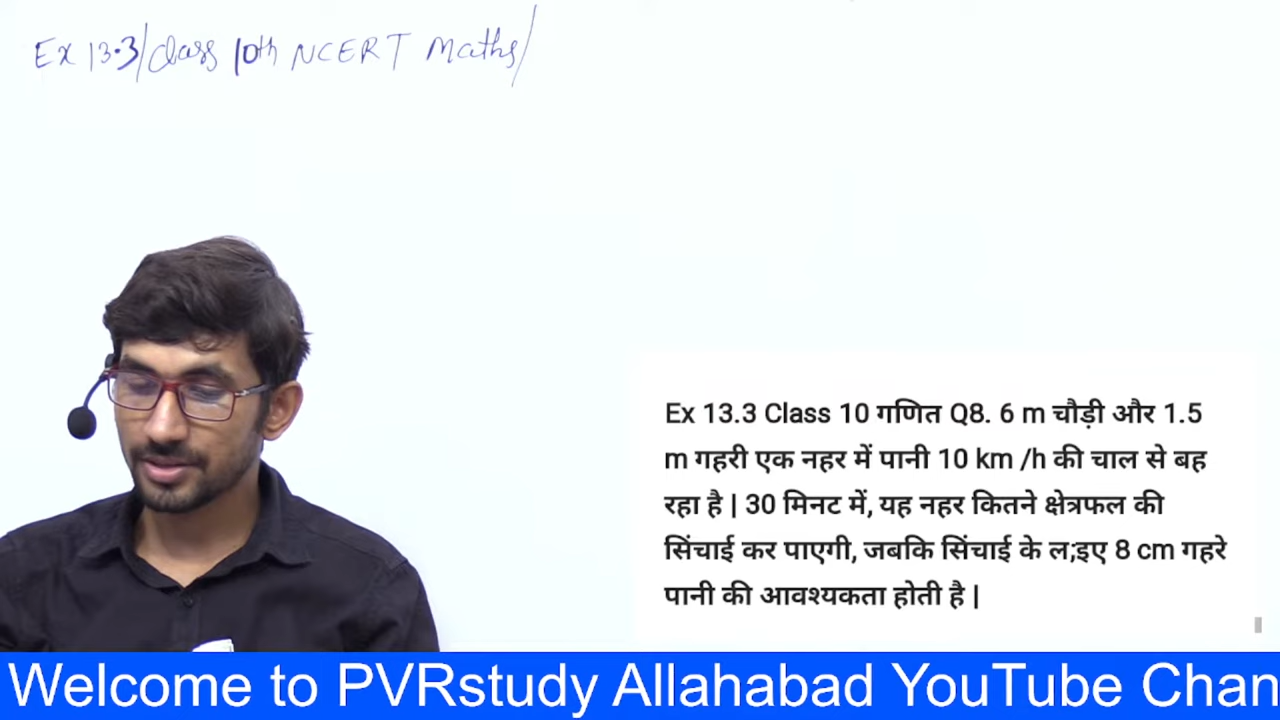 Ex 13.3/class 10th NCERT Maths/
Ex 13.3 Class 10 गणित Q8. 6 m चौड़ी और 1.5
m गहरी एक नहर में पानी 10 km /h की चाल से बह
रहा है | 30 मिनट में, यह नहर कितने क्षेत्रफल की
सिंचाई कर पाएगी, जबकि सिंचाई के ल;इए 8 cm गहरे
पानी की आवश्यकता होती है |
Welcome to PVRstudy Allahabad YouTube Chan